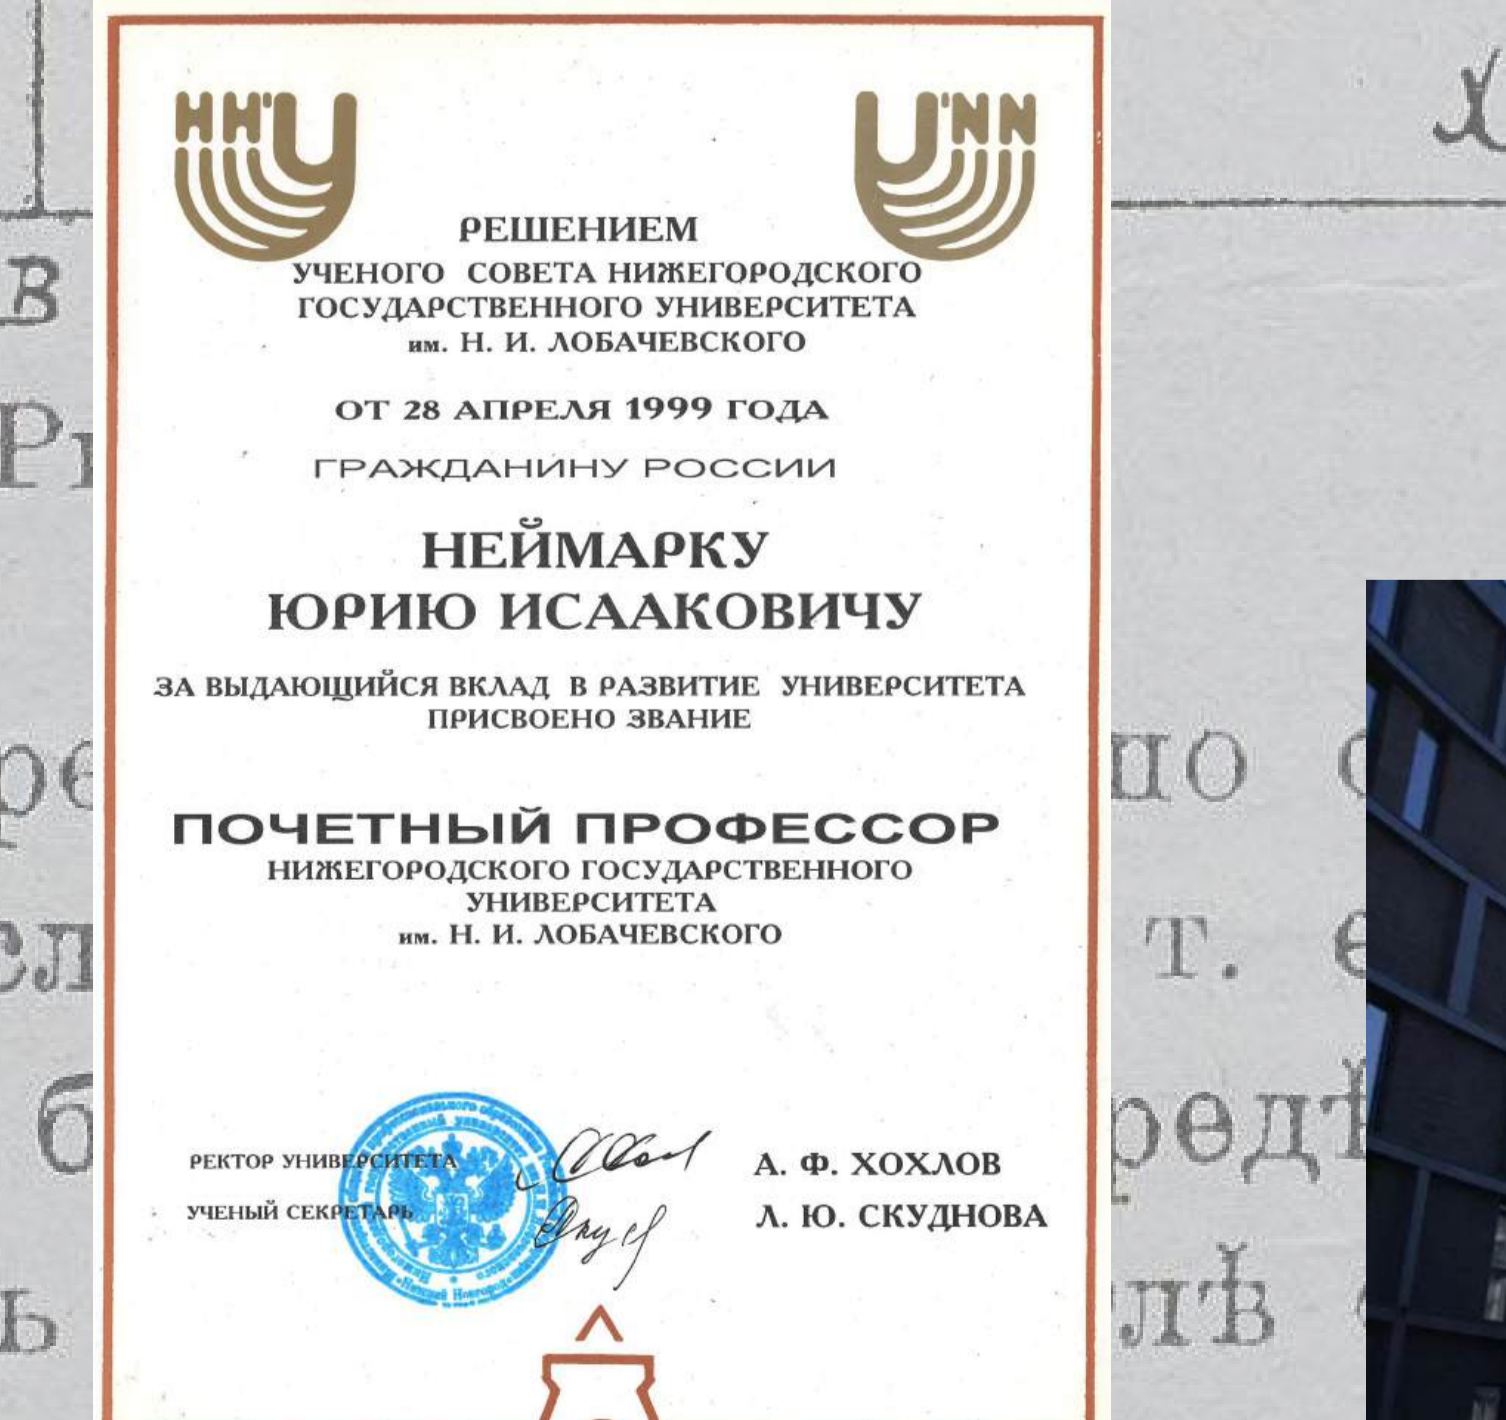 ННУ
UNN
РЕШЕНИЕМ
УЧЕНОГО СОВЕТА НИЖЕГОРОДСКОГО
ГОСУДАРСТВЕННОГО УНИВЕРСИТЕТА
им. Н. И. ЛОБАЧЕВСКОГО
ОТ 28 АПРЕЛЯ 1999 ГОДА
ГРАЖДАНИНУ РОССИИ
НЕЙМАРКУ
ЮРИЮ ИСААКОВИЧУ
ЗА ВЫДАЮЩИЙСЯ ВКЛАД В РАЗВИТИЕ УНИВЕРСИТЕТА
ПРИСВОЕНО ЗВАНИЕ
ПОЧЕТНЫЙ ПРОФЕССОР
НИЖЕГОРОДСКОГО ГОСУДАРСТВЕННОГО
УНИВЕРСИТЕТА
им. Н. И. ЛОБАЧЕВСКОГО
РЕКТОР УНИВЕРСИТЕТА
А. Ф. ХОХЛОВ
УЧЕНЫЙ СЕКРЕТАРЬ
Л. Ю. СКУДНОВА
в
по
т. е
б
ь